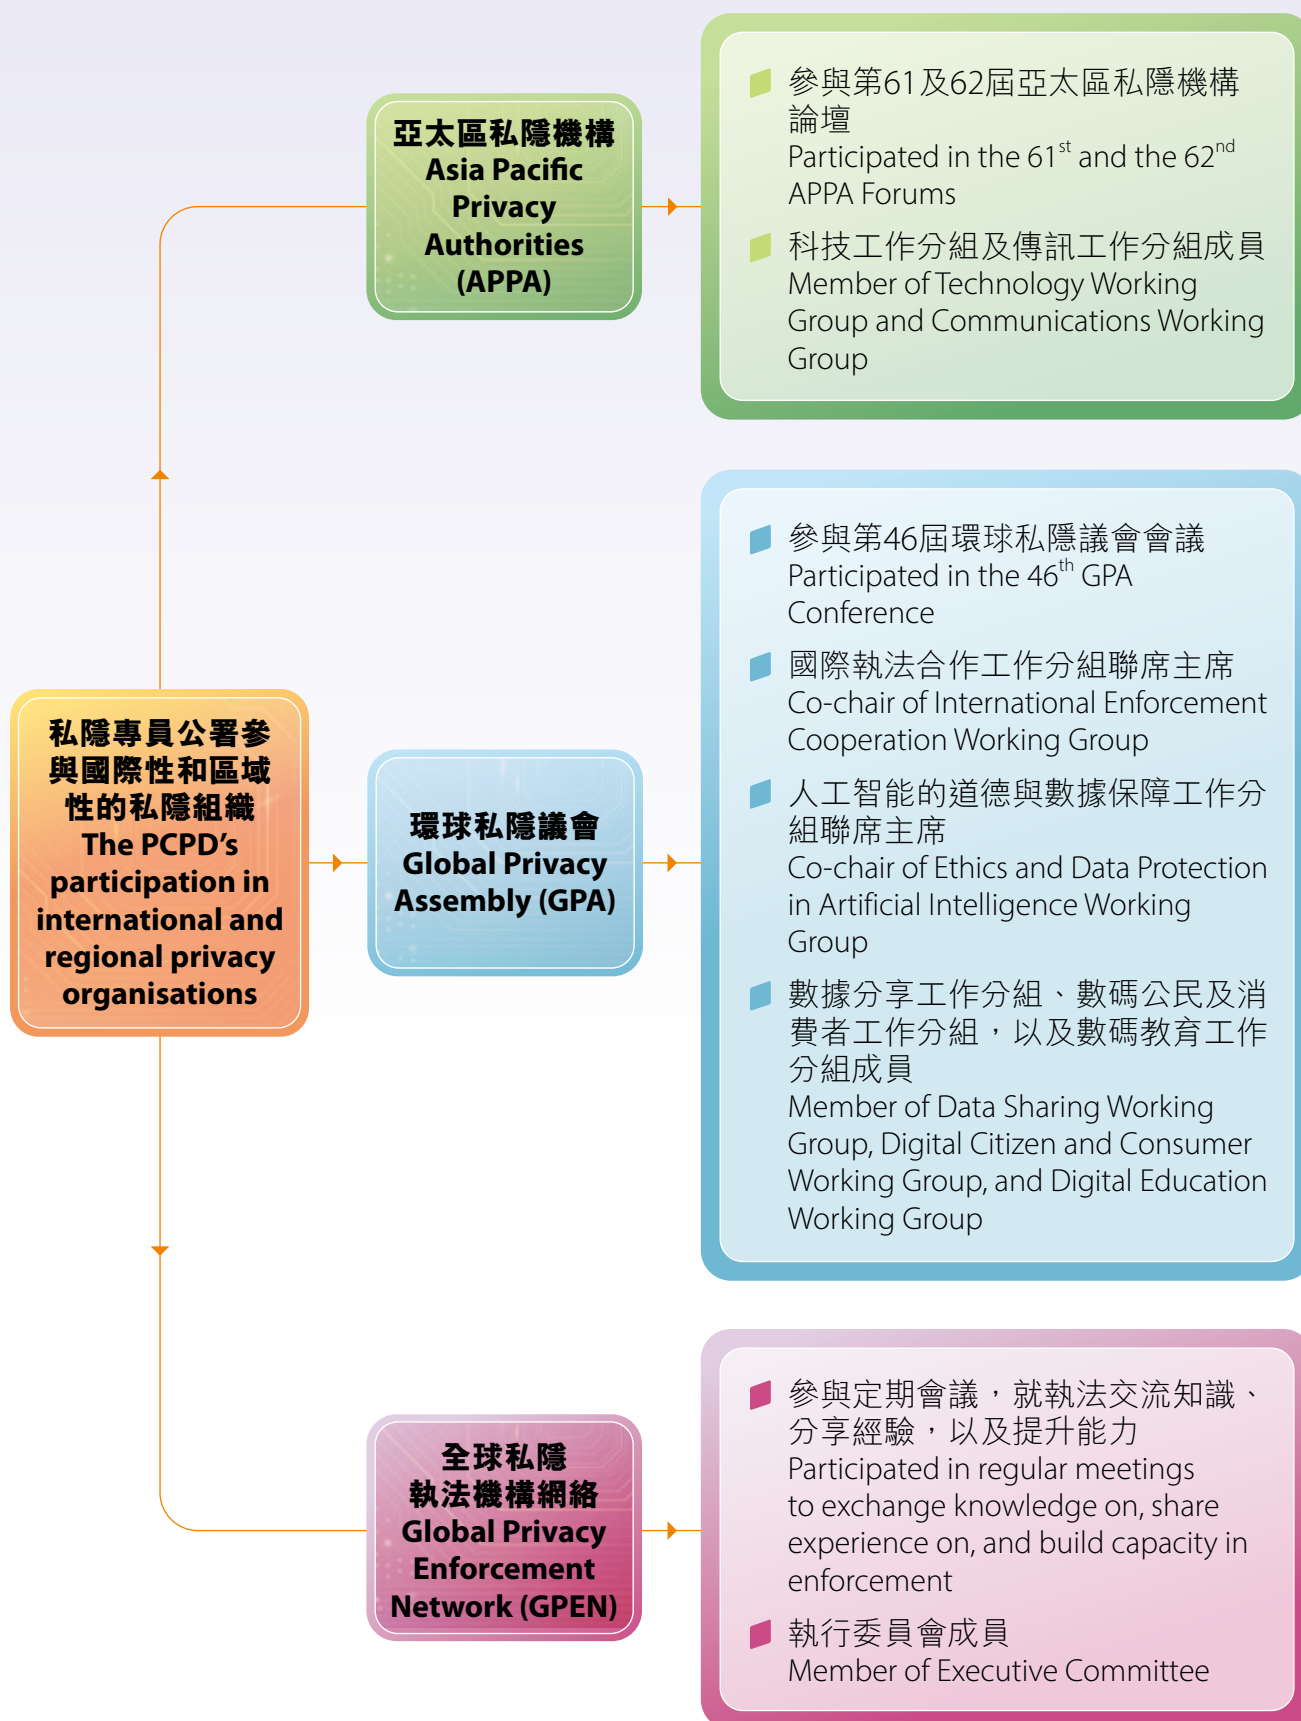 私隱專員公署參
與國際性和區域
性的私隱組織
The PCPD’s
participation in
international and
regional privacy
organisations
亞太區私隱機構
Asia Pacific
Privacy
Authorities
(APPA)
參與第61及62屆亞太區私隱機構
論壇
Participated in the 61st and the 62nd
APPA Forums
科技工作分組及傳訊工作分組成員
Member of Technology Working
Group and Communications Working
Group
環球私隱議會
Global Privacy
Assembly (GPA)
參與第46屆環球私隱議會會議
Participated in the 46th GPA
Conference
國際執法合作工作分組聯席主席
Co-chair of International Enforcement
Cooperation Working Group
人工智能的道德與數據保障工作分
組聯席主席
Co-chair of Ethics and Data Protection
in Artificial Intelligence Working
Group
數據分享工作分組、數碼公民及消
費者工作分組，以及數碼教育工作
分組成員
Member of Data Sharing Working
Group, Digital Citizen and Consumer
Working Group, and Digital Education
Working Group
全球私隱
執法機構網絡
Global Privacy
Enforcement
Network (GPEN)
參與定期會議，就執法交流知識、
分享經驗，以及提升能力
Participated in regular meetings
to exchange knowledge on, share
experience on, and build capacity in
enforcement
執行委員會成員
Member of Executive Committee